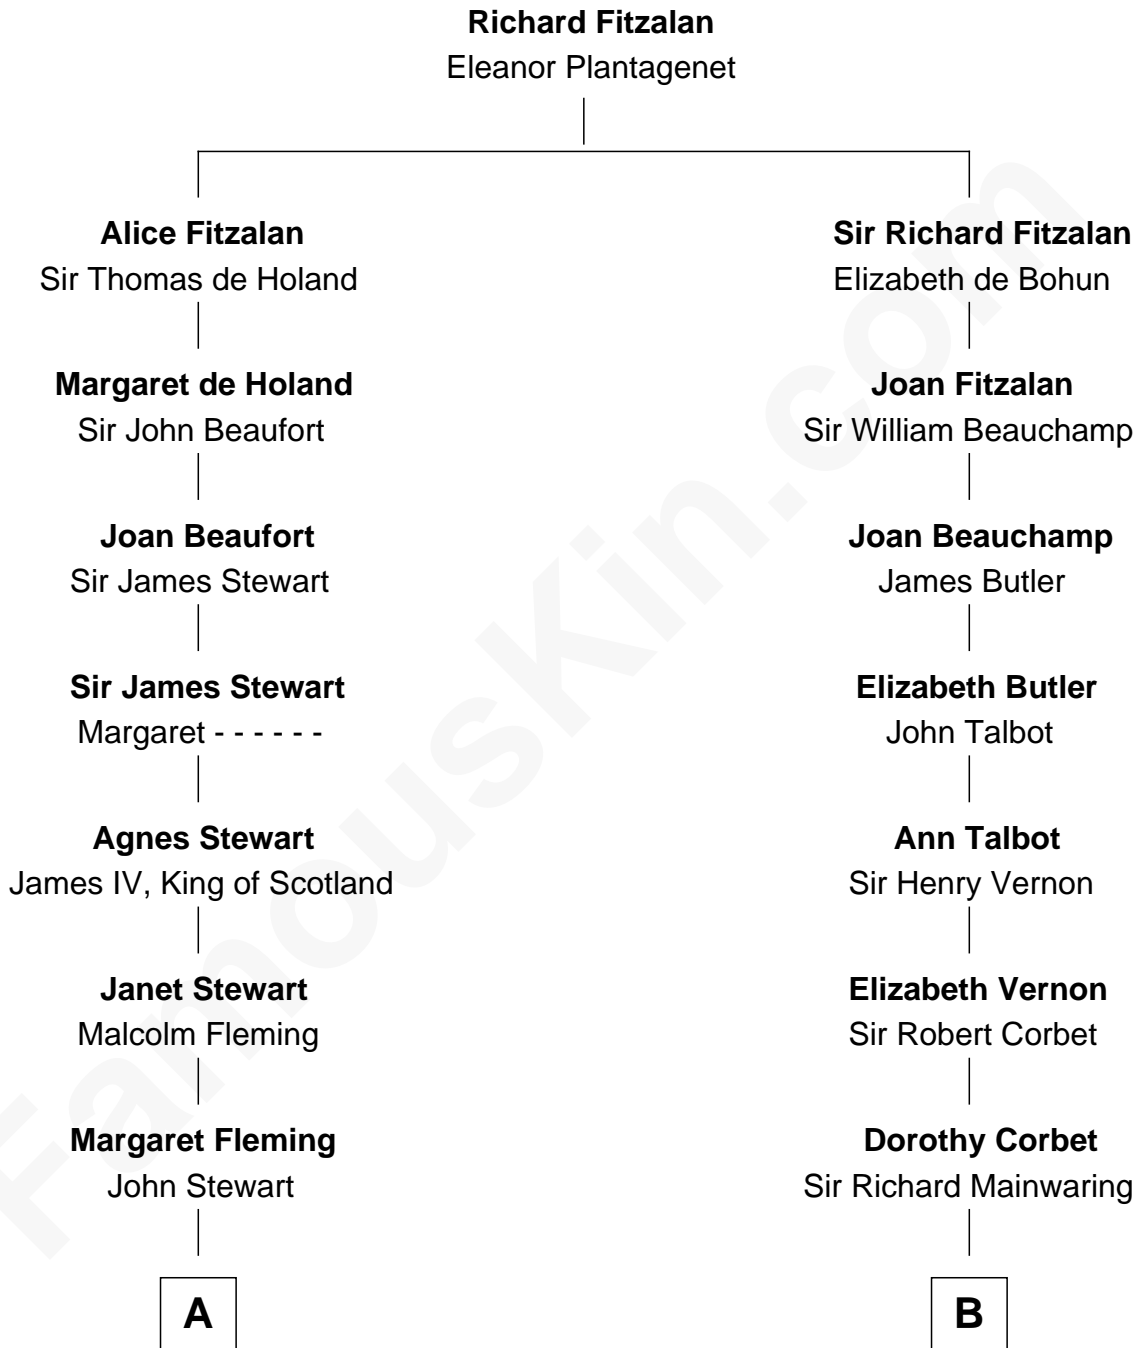 Richard Fitzalan
Eleanor Plantagenet
Alice Fitzalan
Sir Thomas de Holand
Sir Richard Fitzalan
Elizabeth de Bohun
Margaret de Holand
Sir John Beaufort
Joan Fitzalan
Sir William Beauchamp
Joan Beaufort
Sir James Stewart
Joan Beauchamp
James Butler
Sir James Stewart
Margaret - - - - - -
Elizabeth Butler
John Talbot
Agnes Stewart
James IV, King of Scotland
Ann Talbot
Sir Henry Vernon
Janet Stewart
Malcolm Fleming
Elizabeth Vernon
Sir Robert Corbet
Margaret Fleming
John Stewart
Dorothy Corbet
Sir Richard Mainwaring
A
B
FamousKin.com